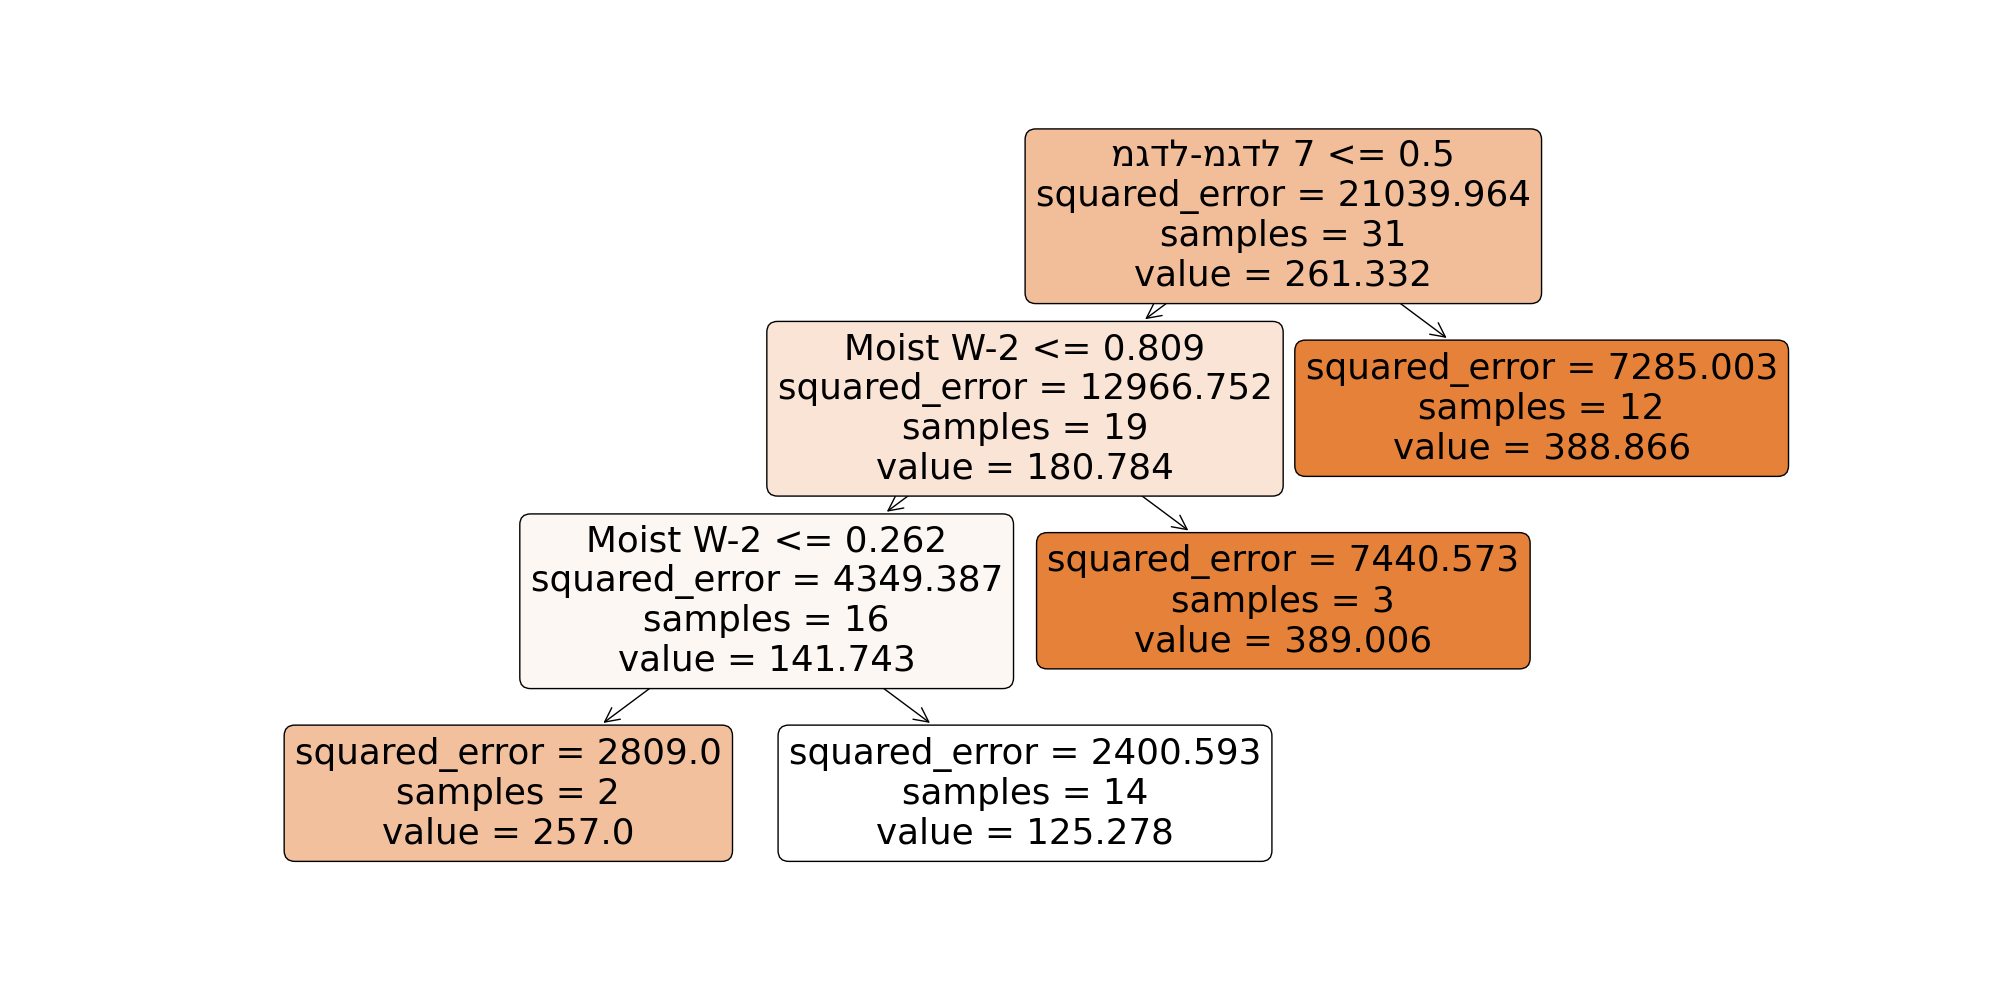 מגדל-מגדל 7 <= 0.5
squared_error = 21039.964
samples = 31
value = 261.332
Moist W-2 <= 0.809
squared_error = 12966.752
samples = 19
value = 180.784
squared_error = 7285.003
samples = 12
value = 388.866
Moist W-2 <= 0.262
squared_error = 4349.387
samples = 16
value = 141.743
squared_error = 7440.573
samples = 3
value = 389.006
squared_error = 2809.0
samples = 2
value = 257.0
squared_error = 2400.593
samples = 14
value = 125.278